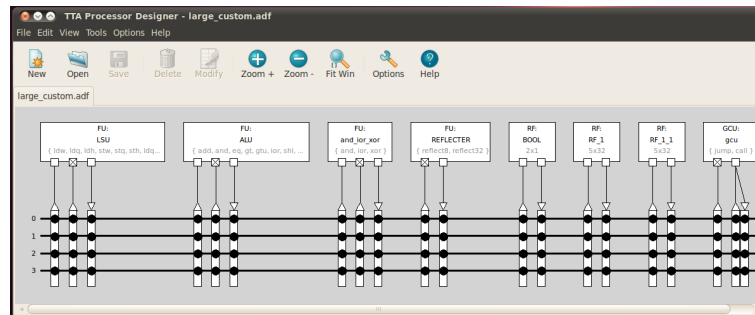 TTA Processor Designer - large_custom.adf
File Edit View Tools Options Help
New Open Save Delete Modify Zoom + Zoom - Fit Win Options Help
large_custom.adf
FU: FU: FU: FU: RF: RF: RF: GCU:
LSU ALU and_ior_xor REFLECTER BOOL RF_1 RF_1_1 gcu
{ ldw, ldq, ldh, stw, stq, sth, ldq... { add, and, eq, gt, gtu, ior, shi, ... { and, ior, xor } { reflect8, reflect32 } 2x1 5x32 5x32 { jump, call }
0
1
2
3